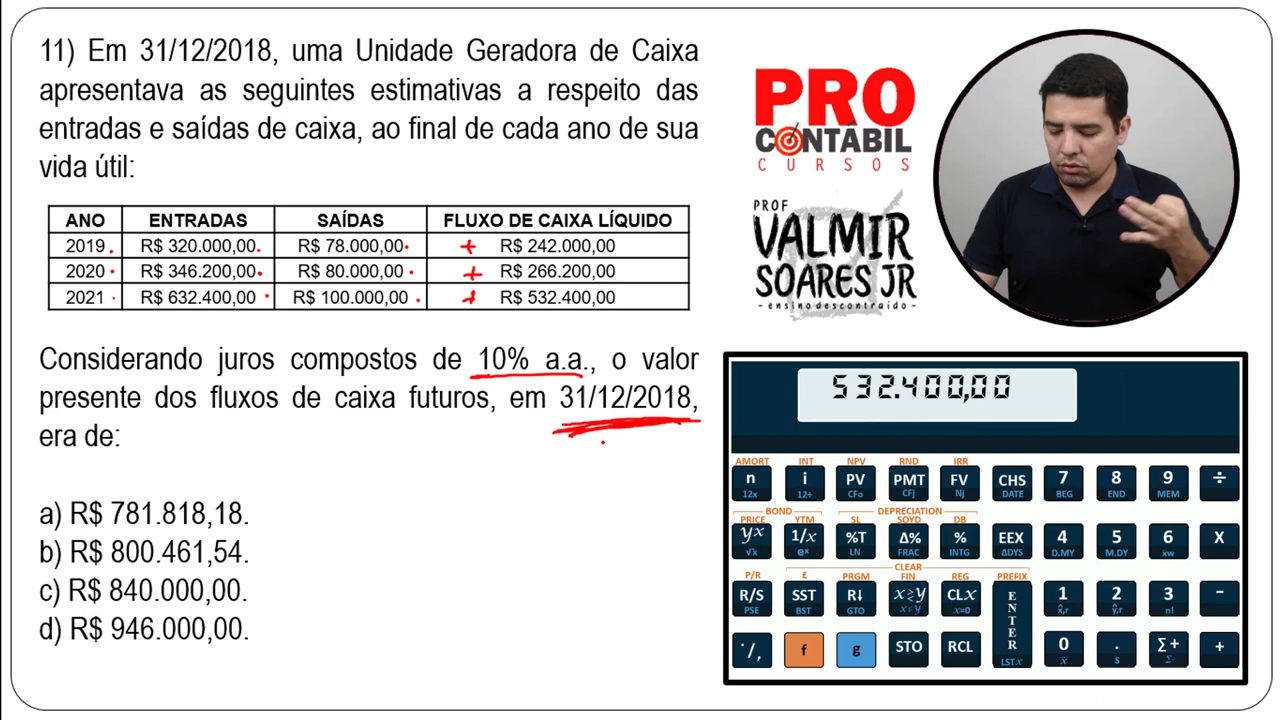 11) Em 31/12/2018, uma Unidade Geradora de Caixa
apresentava as seguintes estimativas a respeito das
entradas e saídas de caixa, ao final de cada ano de sua
vida útil:
ANO ENTRADAS SAÍDAS FLUXO DE CAIXA LÍQUIDO
2019 R$ 320.000,00 R$ 78.000,00 + R$ 242.000,00
2020 R$ 346.200,00 R$ 80.000,00 + R$ 266.200,00
2021 R$ 632.400,00 R$ 100.000,00 + R$ 532.400,00
Considerando juros compostos de 10% a.a., o valor
presente dos fluxos de caixa futuros, em 31/12/2018,
era de:
a) R$ 781.818,18.
b) R$ 800.461,54.
c) R$ 840.000,00.
d) R$ 946.000,00.
PRO
CONTÁBIL
CURSOS
PROF
VALMIR
SOARES JR
-ensinodescontraído-
532.400,00
AMORT INT NPV RND IRR
n i PV PMT FV CHS 7 8 9 ÷
12x 12÷ CFo CFj Nj DATE BEG END MEM
BOND DEPRECIATION
PRICE YTM SL SOYD DB
yx 1/x %T Δ% % EEX 4 5 6 X
√x ex LN FRAC INTG ΔDYS D.MY M.DY x̄w
CLEAR
P/R £ PRGM FIN REG PREFIX
R/S SST R↓ x≷y CLx ENTER 1 2 3 −
PSE BST GTO x≤y x=0 x̂,r ŷ,r n!
·/, f g STO RCL 0 . Σ+ +
LSTx x̄ s Σ-